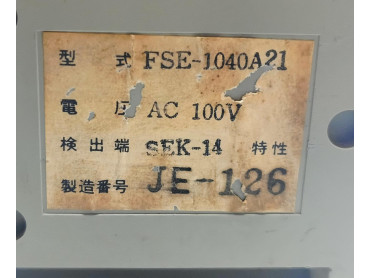 型 式 FSE-1040A21
電 圧 AC 100V
検出端 SEK-14 特性
製造番号 JE-126